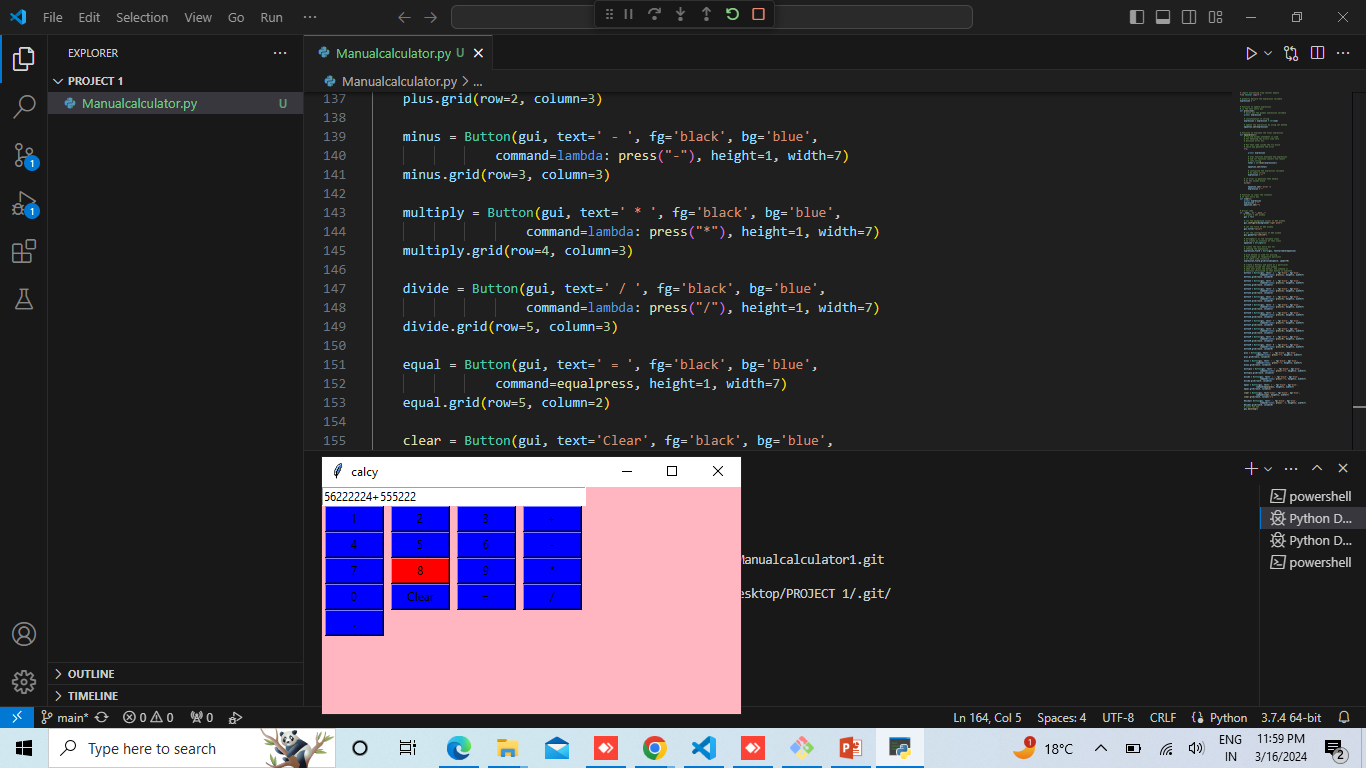 File Edit Selection View Go Run ···
EXPLORER ···
PROJECT 1
Manualcalculator.py U
OUTLINE
TIMELINE
Manualcalculator.py U
Manualcalculator.py > ...
137 plus.grid(row=2, column=3)
138
139 minus = Button(gui, text=' - ', fg='black', bg='blue',
140 command=lambda: press("-"), height=1, width=7)
141 minus.grid(row=3, column=3)
142
143 multiply = Button(gui, text=' * ', fg='black', bg='blue',
144 command=lambda: press("*"), height=1, width=7)
145 multiply.grid(row=4, column=3)
146
147 divide = Button(gui, text=' / ', fg='black', bg='blue',
148 command=lambda: press("/"), height=1, width=7)
149 divide.grid(row=5, column=3)
150
151 equal = Button(gui, text=' = ', fg='black', bg='blue',
152 command=equalpress, height=1, width=7)
153 equal.grid(row=5, column=2)
154
155 clear = Button(gui, text='Clear', fg='black', bg='blue',
calcy
56222224+555222
1 2 3
4 5 6 -
7 8 9 *
0 Clear = /
.
Manualcalculator1.git
esktop/PROJECT 1/.git/
powershell
Python D...
Python D...
powershell
main* 0 0 0
Ln 164, Col 5 Spaces: 4 UTF-8 CRLF Python 3.7.4 64-bit
Type here to search
18°C
ENG
IN
11:59 PM
3/16/2024
2